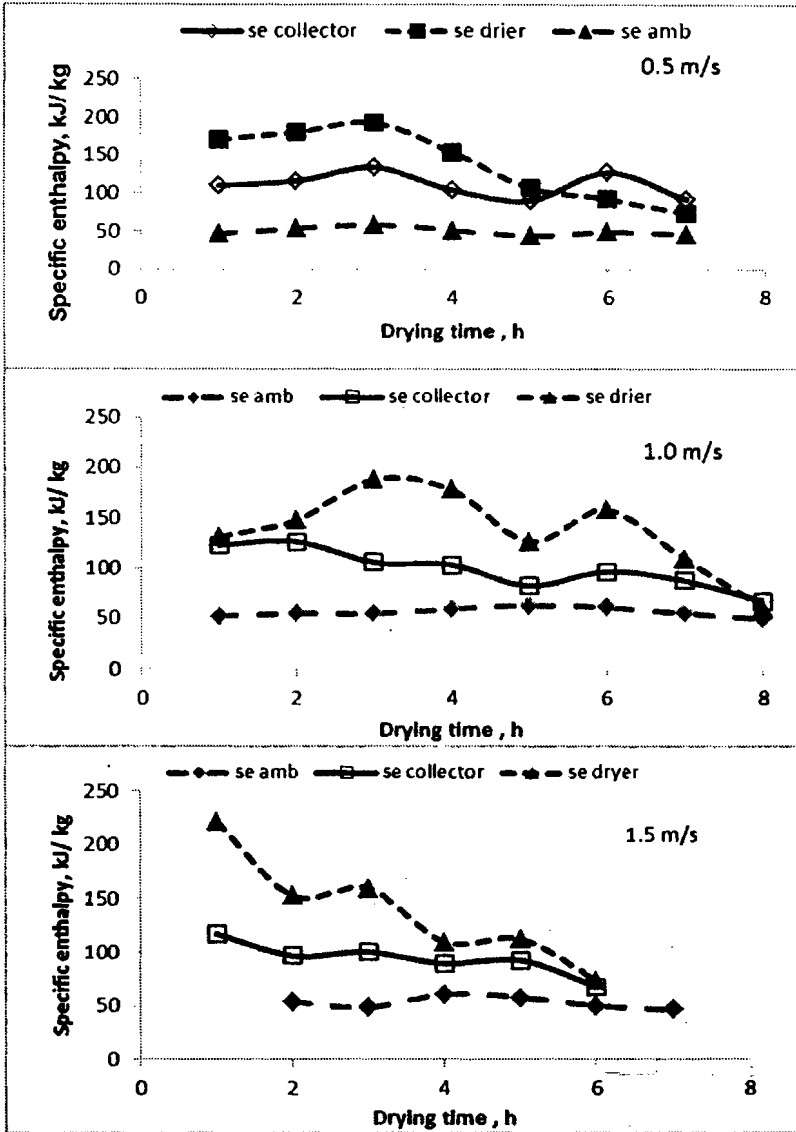 se collector se drier se amb
0.5 m/s
Specific enthalpy, kJ/ kg
250
200
150
100
50
0
0 2 4 6 8
Drying time , h
se amb se collector se drier
1.0 m/s
Specific enthalpy, kJ/ kg
250
200
150
100
50
0
0 2 4 6 8
Drying time , h
se amb se collector se dryer
1.5 m/s
Specific enthalpy, kJ/ kg
250
200
150
100
50
0
0 2 4 6 8
Drying time , h